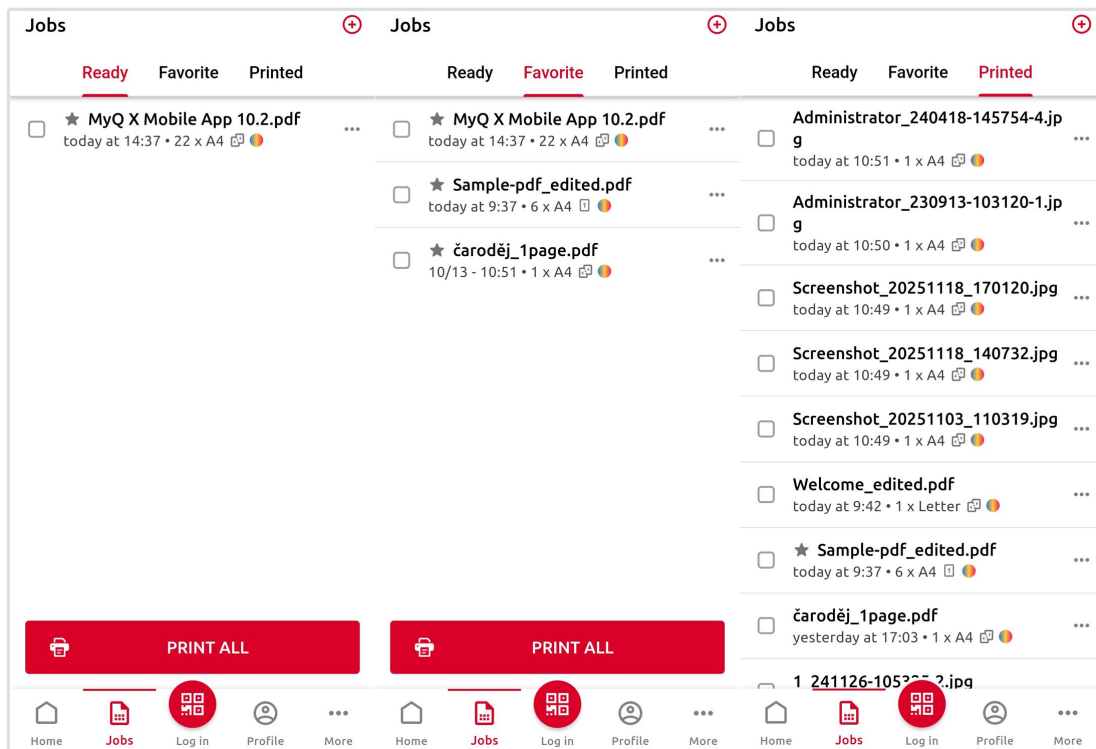 Jobs
Ready Favorite Printed
MyQ X Mobile App 10.2.pdf
today at 14:37 • 22 x A4
PRINT ALL
Home Jobs Log in Profile More
Jobs
Ready Favorite Printed
MyQ X Mobile App 10.2.pdf
today at 14:37 • 22 x A4
Sample-pdf_edited.pdf
today at 9:37 • 6 x A4 1
čaroděj_1page.pdf
10/13 - 10:51 • 1 x A4
PRINT ALL
Home Jobs Log in Profile More
Jobs
Ready Favorite Printed
Administrator_240418-145754-4.jp
g
today at 10:51 • 1 x A4
Administrator_230913-103120-1.jp
g
today at 10:50 • 1 x A4
Screenshot_20251118_170120.jpg
today at 10:49 • 1 x A4
Screenshot_20251118_140732.jpg
today at 10:49 • 1 x A4
Screenshot_20251103_110319.jpg
today at 10:49 • 1 x A4
Welcome_edited.pdf
today at 9:42 • 1 x Letter
Sample-pdf_edited.pdf
today at 9:37 • 6 x A4 1
čaroděj_1page.pdf
yesterday at 17:03 • 1 x A4
Home Jobs Log in Profile More